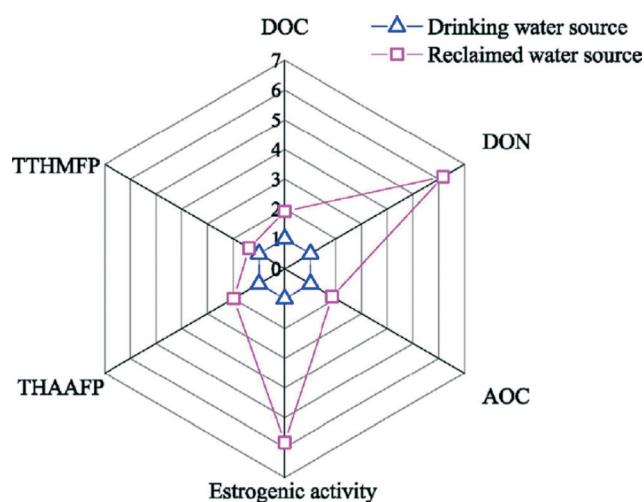 DOC
Drinking water source
Reclaimed water source
7
6
5
4
3
2
1
0
DON
TTHMFP
THAAFP
AOC
Estrogenic activity